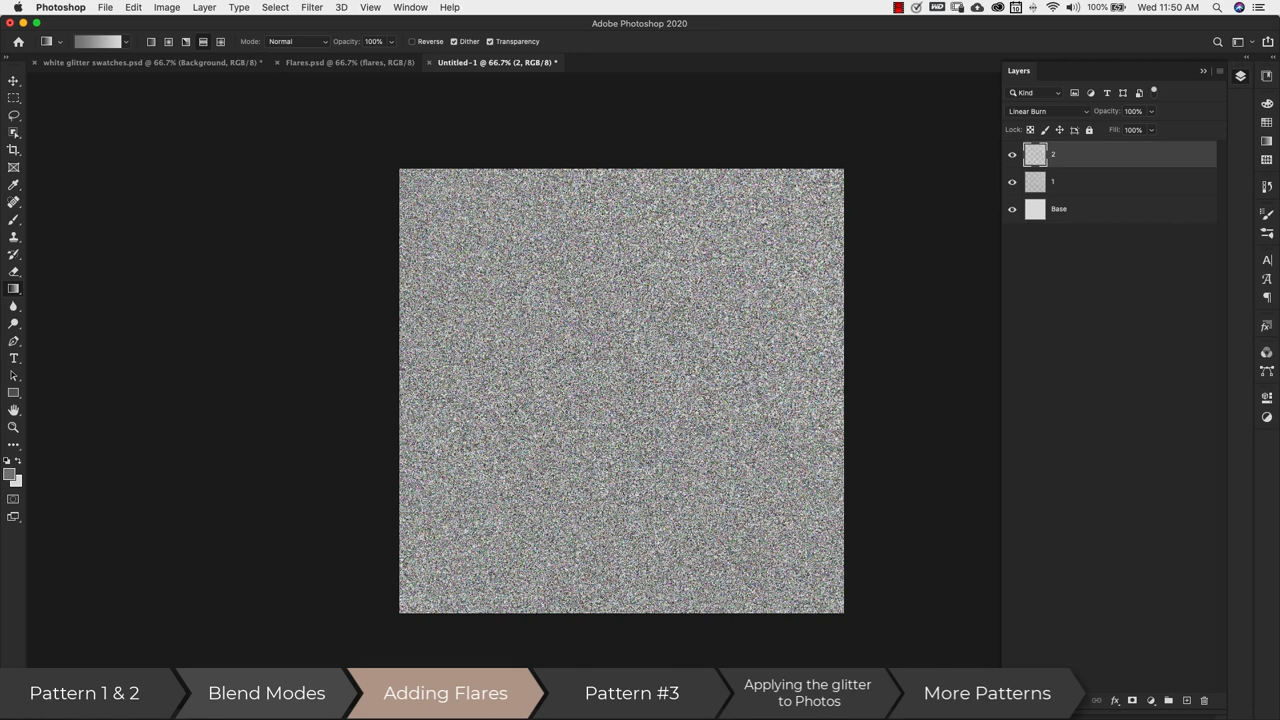 Photoshop File Edit Image Layer Type Select Filter 3D View Window Help
100% Wed 11:50 AM
Adobe Photoshop 2020
Mode: Normal Opacity: 100% Reverse Dither Transparency
white glitter swatches.psd @ 66.7% (Background, RGB/8) * Flares.psd @ 66.7% (flares, RGB/8) Untitled-1 @ 66.7% (2, RGB/8) *
Layers
Kind
Linear Burn Opacity: 100%
Lock: Fill: 100%
2
1
Base
Pattern 1 & 2
Blend Modes
Adding Flares
Pattern #3
Applying the glitter
to Photos
More Patterns